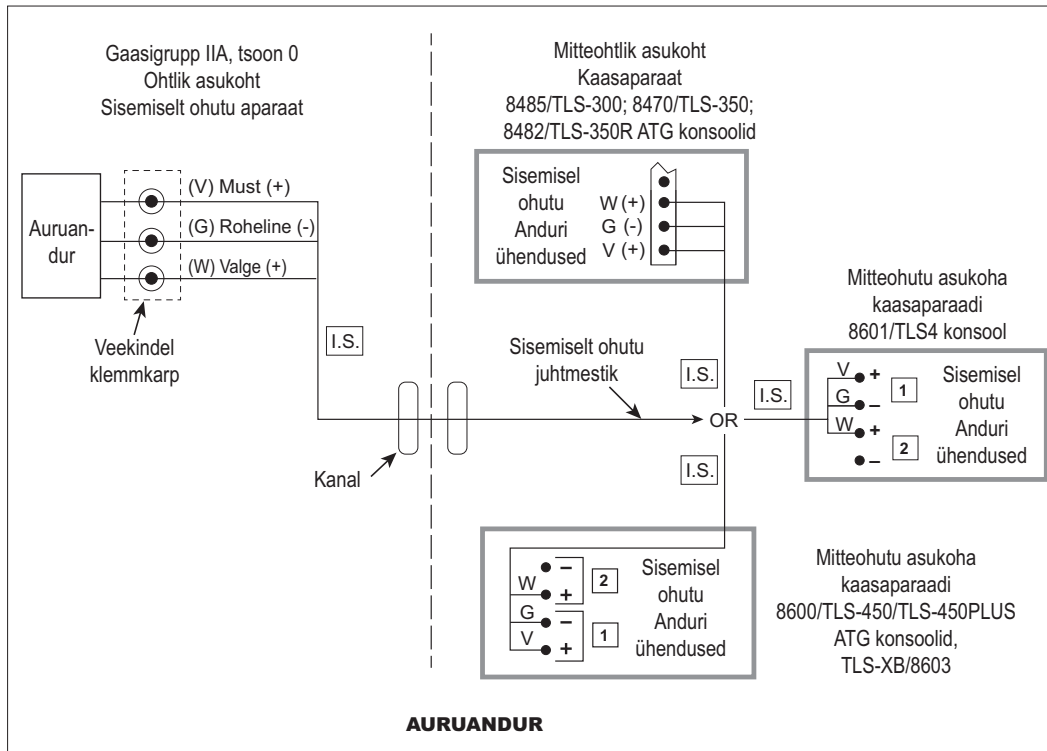 Gaasigrupp IIA, tsoon 0
Ohtlik asukoht
Sisemiselt ohutu aparaat
Auruan-
dur
(V) Must (+)
(G) Roheline (-)
(W) Valge (+)
Veekindel
klemmkarp
I.S.
Kanal
Sisemiselt ohutu
juhtmestik
Mitteohtlik asukoht
Kaasaparaat
8485/TLS-300; 8470/TLS-350;
8482/TLS-350R ATG konsoolid
Sisemisel
ohutu
Anduri
ühendused
W (+)
G (-)
V (+)
I.S.
OR
I.S.
I.S.
Mitteohutu asukoha
kaasaparaadi
8601/TLS4 konsool
V +
G –
W +
–
1
2
Sisemisel
ohutu
Anduri
ühendused
–
W +
G –
V +
2
1
Sisemisel
ohutu
Anduri
ühendused
Mitteohutu asukoha
kaasaparaadi
8600/TLS-450/TLS-450PLUS
ATG konsoolid,
TLS-XB/8603
AURUANDUR